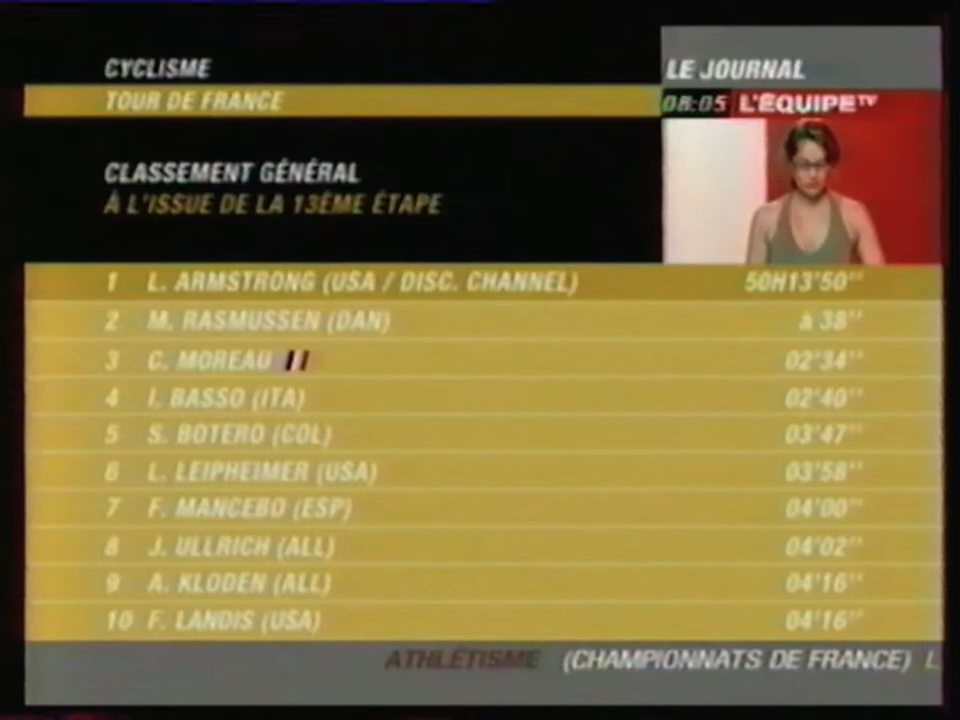 CYCLISME
LE JOURNAL
TOUR DE FRANCE
08:05 L'ÉQUIPE TV
CLASSEMENT GÉNÉRAL
À L'ISSUE DE LA 13ÈME ÉTAPE
1 L. ARMSTRONG (USA / DISC. CHANNEL) 50H13'50''
2 M. RASMUSSEN (DAN) à 38''
3 C. MOREAU 02'34''
4 I. BASSO (ITA) 02'40''
5 S. BOTERO (COL) 03'47''
6 L. LEIPHEIMER (USA) 03'58''
7 F. MANCEBO (ESP) 04'00''
8 J. ULLRICH (ALL) 04'02''
9 A. KLODEN (ALL) 04'16''
10 F. LANDIS (USA) 04'16''
ATHLÉTISME (CHAMPIONNATS DE FRANCE) L